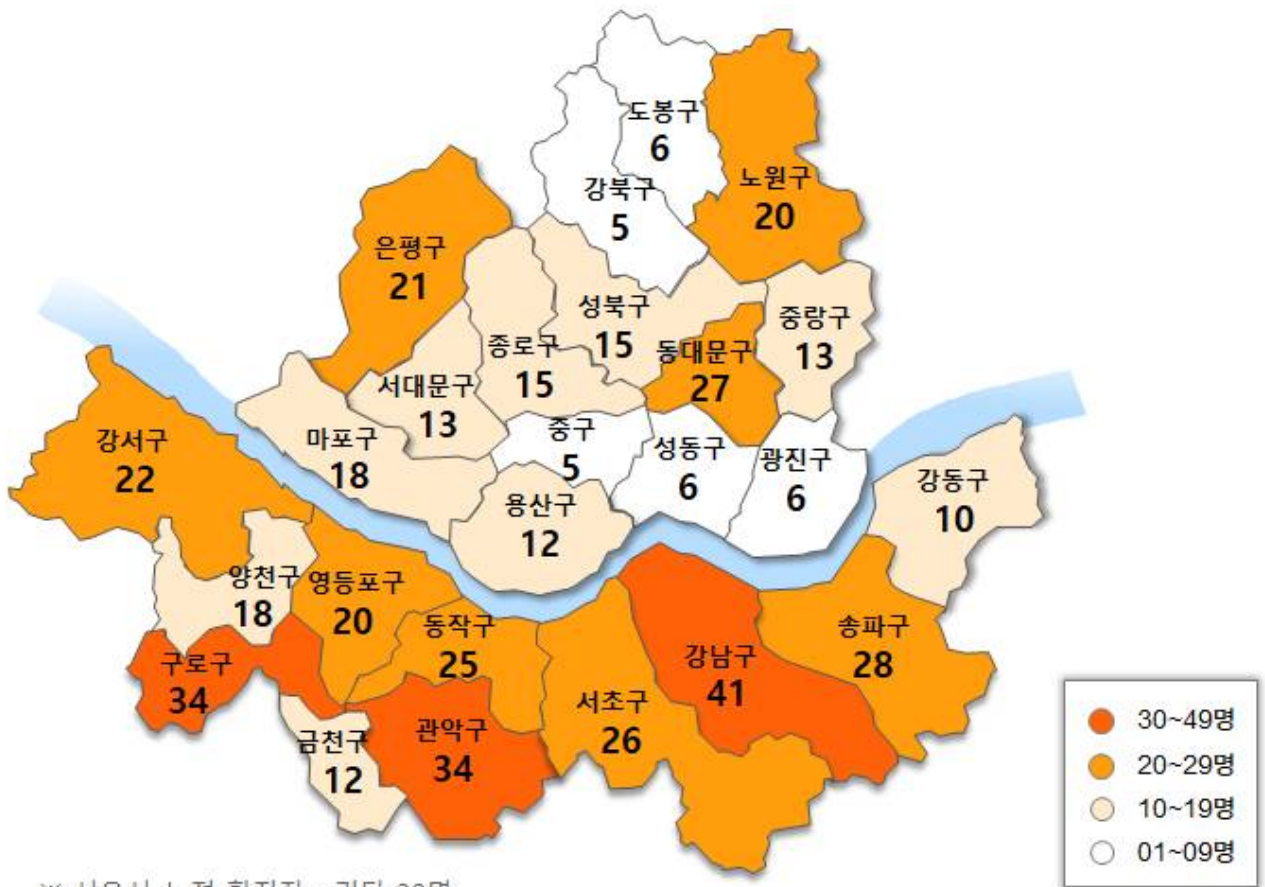 도봉구
6
강북구
5
노원구
20
은평구
21
성북구
15
중랑구
13
종로구
15
동대문구
27
서대문구
13
마포구
18
중구
5
성동구
6
광진구
6
강서구
22
강동구
10
용산구
12
양천구
18
영등포구
20
동작구
25
송파구
28
구로구
34
강남구
41
서초구
26
관악구
34
금천구
12
30~49명
20~29명
10~19명
01~09명